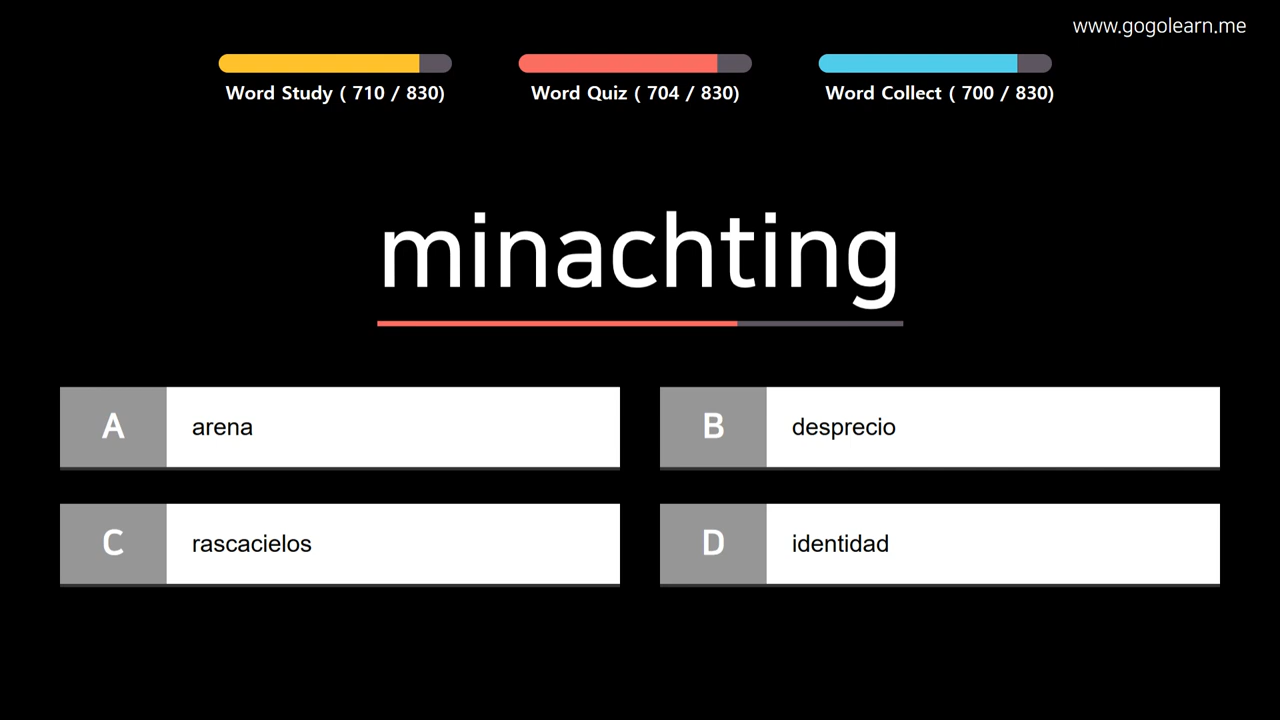 www.gogolearn.me
Word Study ( 710 / 830)
Word Quiz ( 704 / 830)
Word Collect ( 700 / 830)
minachting
A arena
B desprecio
C rascacielos
D identidad